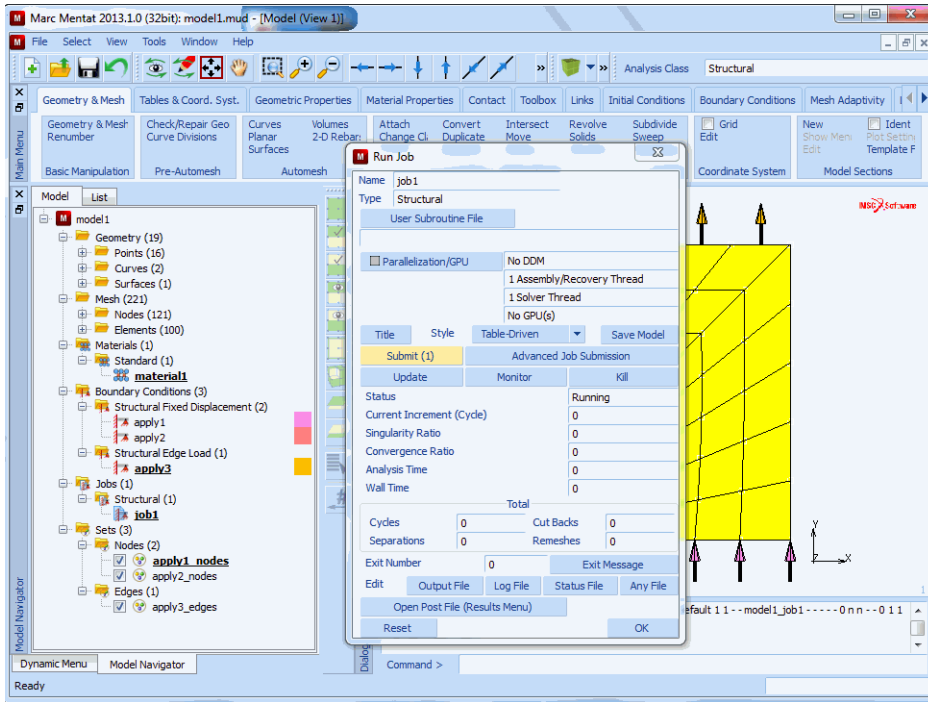 Marc Mentat 2013.1.0 (32bit): model1.mud - [Model (View 1)]
File Select View Tools Window Help
» » Analysis Class Structural
Geometry & Mesh Tables & Coord. Syst. Geometric Properties Material Properties Contact Toolbox Links Initial Conditions Boundary Conditions Mesh Adaptivity
Main Menu
Geometry & Mesh Check/Repair Geo Curves Volumes Attach Convert Intersect Revolve Subdivide Grid New Ident
Renumber Curve Divisions Planar 2-D Rebar Change Cl Duplicate Move Solids Sweep Edit Show Men Plot Settin
Surfaces Edit Template F
Basic Manipulation Pre-Automesh Automesh Coordinate System Model Sections
Model List
model1
Geometry (19)
Points (16)
Curves (2)
Surfaces (1)
Mesh (221)
Nodes (121)
Elements (100)
Materials (1)
Standard (1)
material1
Boundary Conditions (3)
Structural Fixed Displacement (2)
apply1
apply2
Structural Edge Load (1)
apply3
Jobs (1)
Structural (1)
job1
Sets (3)
Nodes (2)
apply1_nodes
apply2_nodes
Edges (1)
apply3_edges
Model Navigator
Dynamic Menu Model Navigator
Ready
Run Job
Name job1
Type Structural
User Subroutine File
Parallelization/GPU No DDM
1 Assembly/Recovery Thread
1 Solver Thread
No GPU(s)
Title Style Table-Driven Save Model
Submit (1) Advanced Job Submission
Update Monitor Kill
Status Running
Current Increment (Cycle) 0
Singularity Ratio 0
Convergence Ratio 0
Analysis Time 0
Wall Time 0
Total
Cycles 0 Cut Backs 0
Separations 0 Remeshes 0
Exit Number 0 Exit Message
Edit Output File Log File Status File Any File
Open Post File (Results Menu)
Reset OK
MSC Software
Y
Z X
1
efault 1 1 - - model1_job1 - - - - - 0 n n - - 0 1 1
Dialog
Command >